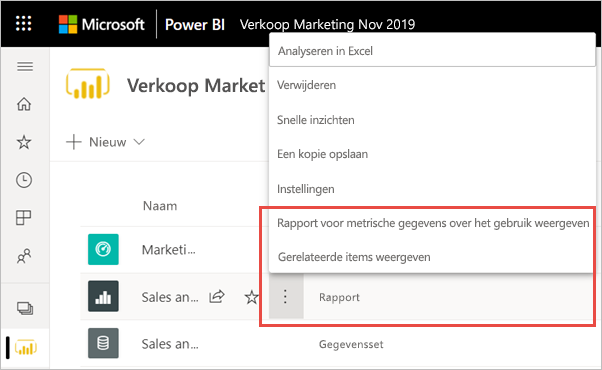 Microsoft Power BI Verkoop Marketing Nov 2019
Analyseren in Excel
Verkoop Market
Verwijderen
Snelle inzichten
Nieuw
Een kopie opslaan
Instellingen
Naam
Rapport voor metrische gegevens over het gebruik weergeven
Marketi...
Gerelateerde items weergeven
Sales an... Rapport
Sales an... Gegevensset